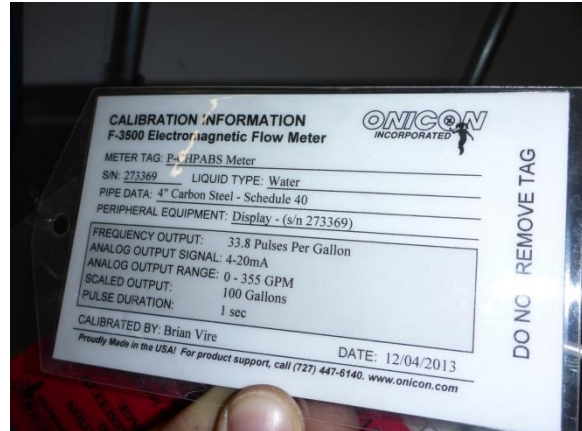 CALIBRATION INFORMATION
F-3500 Electromagnetic Flow Meter
ONICON
INCORPORATED
METER TAG: P-CHPABS Meter
S/N: 273369 LIQUID TYPE: Water
PIPE DATA: 4" Carbon Steel - Schedule 40
PERIPHERAL EQUIPMENT: Display - (s/n 273369)
FREQUENCY OUTPUT: 33.8 Pulses Per Gallon
ANALOG OUTPUT SIGNAL: 4-20mA
ANALOG OUTPUT RANGE: 0 - 355 GPM
SCALED OUTPUT: 100 Gallons
PULSE DURATION: 1 sec
CALIBRATED BY: Brian Vire DATE: 12/04/2013
Proudly Made in the USA! For product support, call (727) 447-6140. www.onicon.com
DO NO REMOVE TAG